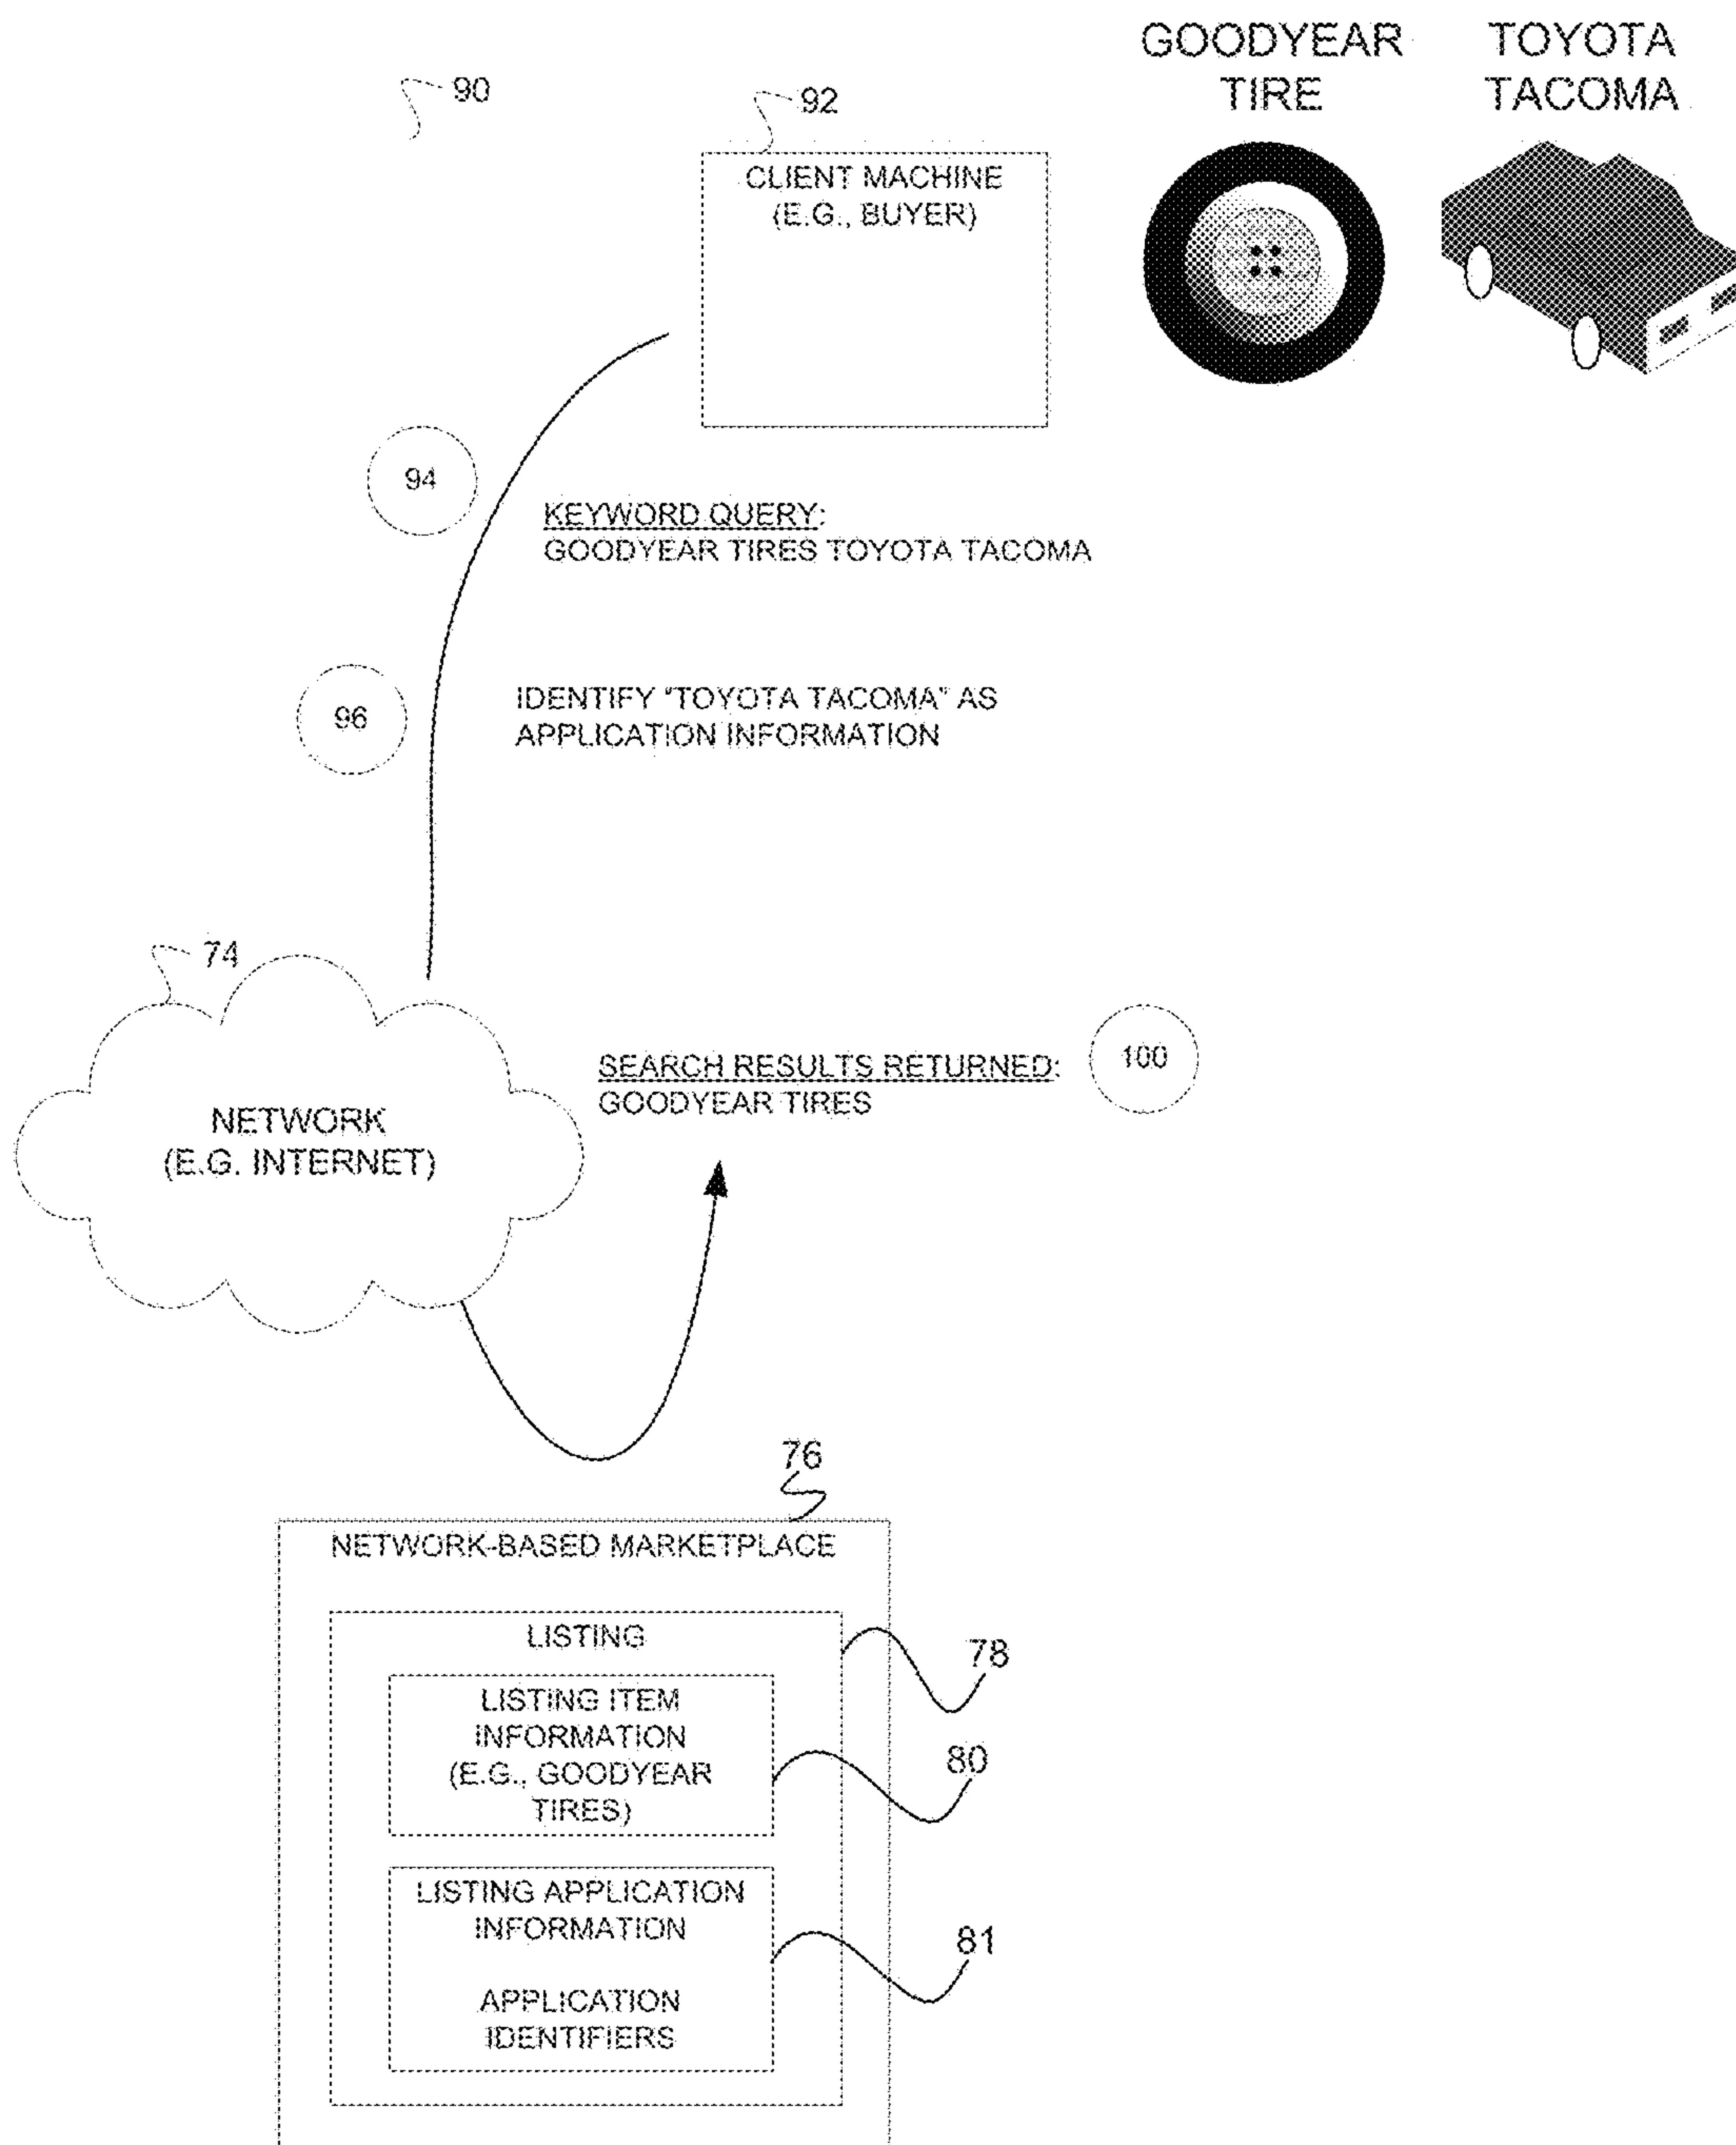 90
92
GOODYEAR
TIRE
TOYOTA
TACOMA
CLIENT MACHINE
(E.G., BUYER)
94
KEYWORD QUERY:
GOODYEAR TIRES TOYOTA TACOMA
96
IDENTIFY "TOYOTA TACOMA" AS
APPLICATION INFORMATION
74
NETWORK
(E.G. INTERNET)
SEARCH RESULTS RETURNED:
GOODYEAR TIRES
100
76
NETWORK-BASED MARKETPLACE
LISTING
78
LISTING ITEM
INFORMATION
(E.G., GOODYEAR
TIRES)
80
LISTING APPLICATION
INFORMATION
APPLICATION
IDENTIFIERS
81